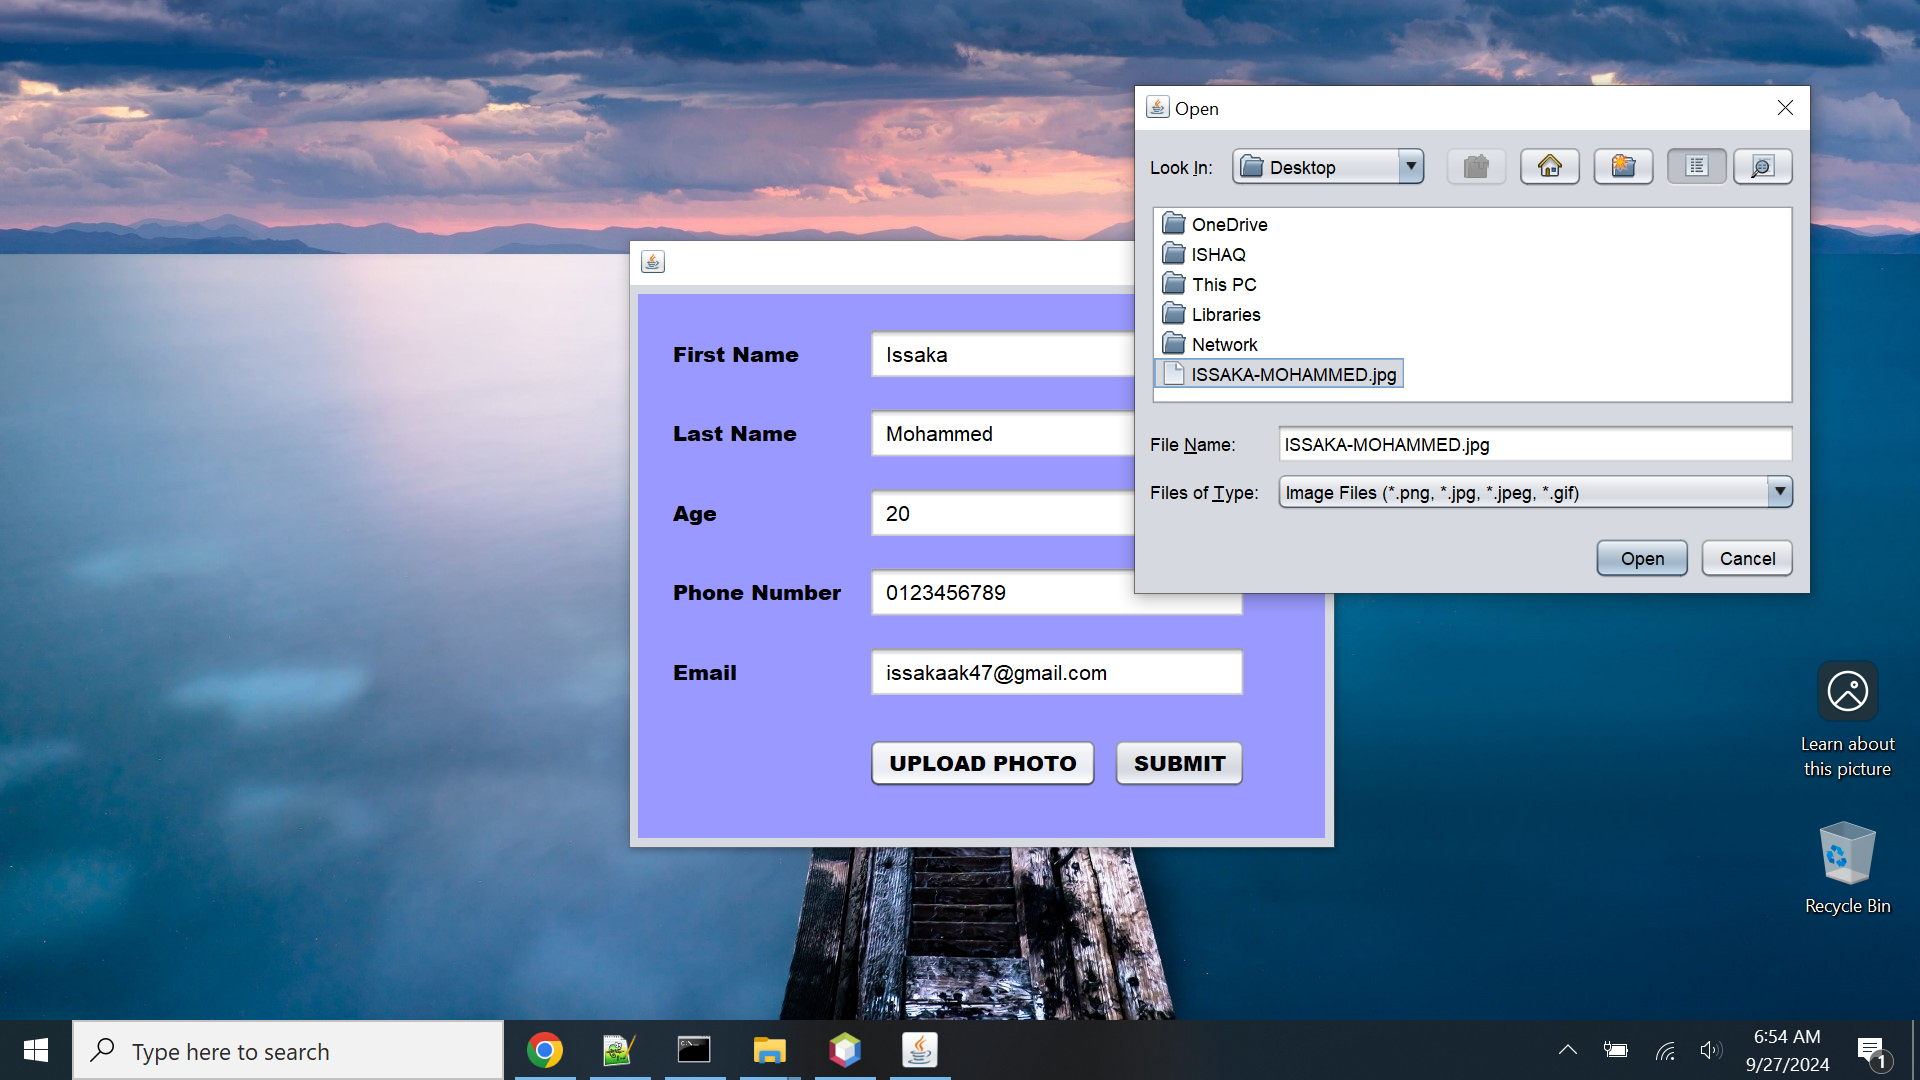 Open
Look In: Desktop
OneDrive
ISHAQ
This PC
Libraries
Network
ISSAKA-MOHAMMED.jpg
File Name: ISSAKA-MOHAMMED.jpg
Files of Type: Image Files (*.png, *.jpg, *.jpeg, *.gif)
Open Cancel
First Name Issaka
Last Name Mohammed
Age 20
Phone Number 0123456789
Email issakaak47@gmail.com
UPLOAD PHOTO SUBMIT
Learn about
this picture
Recycle Bin
Type here to search
6:54 AM
9/27/2024
1